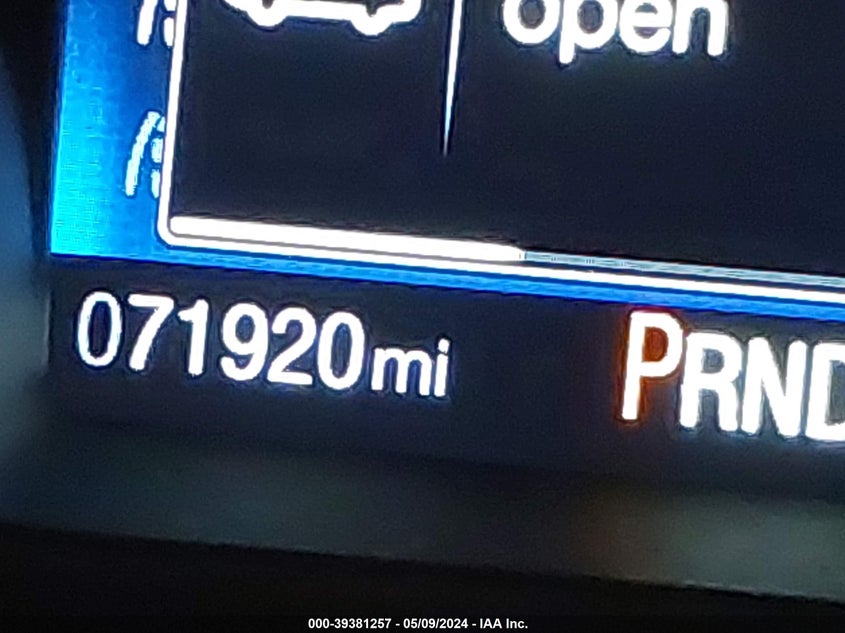 open
071920mi
PRND
000-39381257 - 05/09/2024 - IAA Inc.